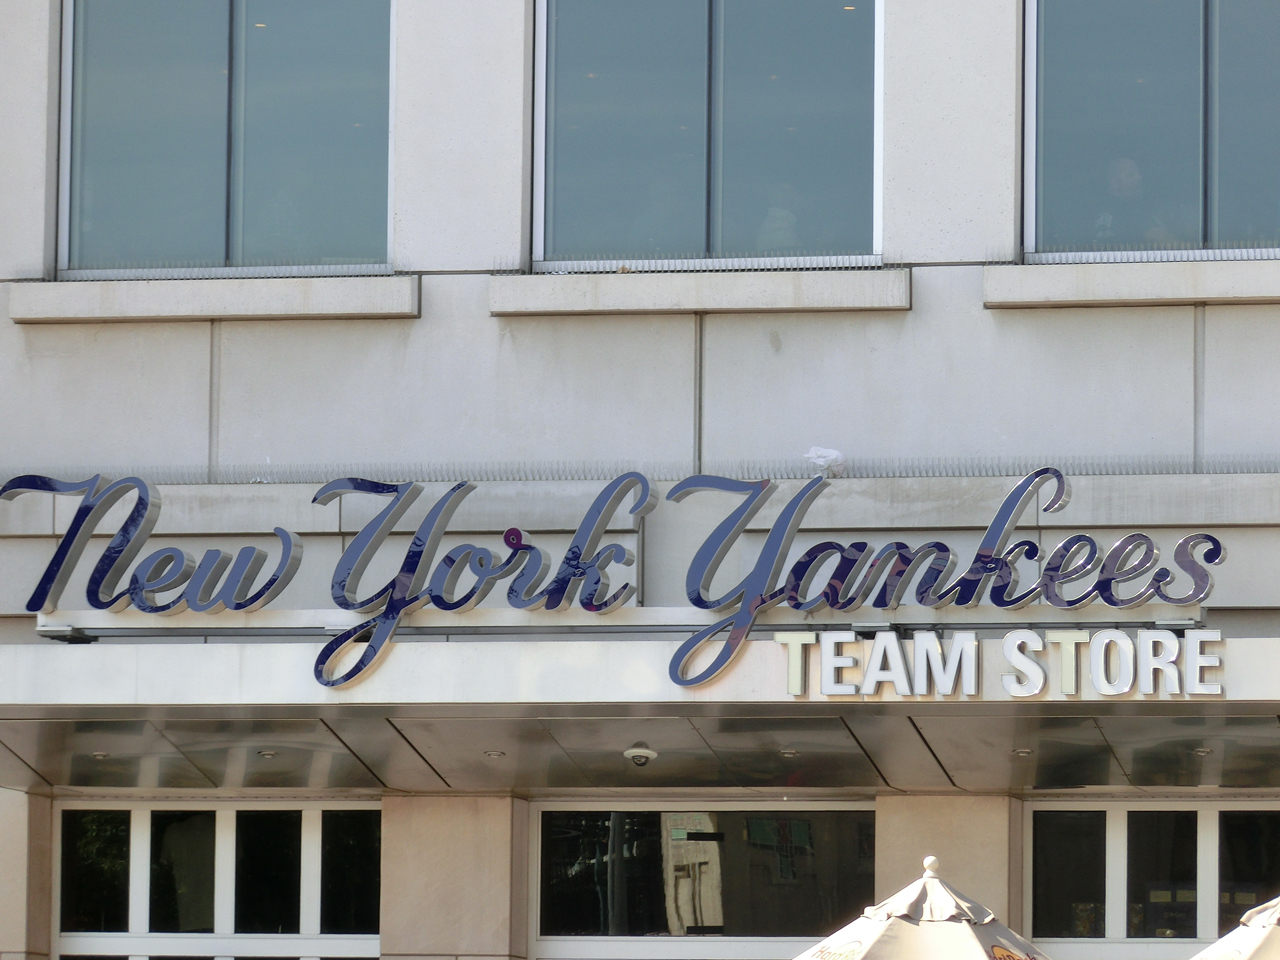 New York Yankees
TEAM STORE